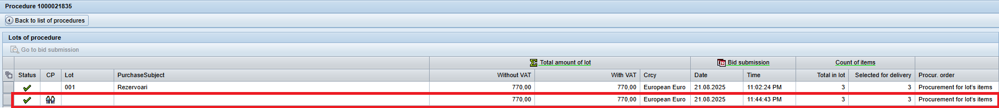 Procedure 1000021835
Back to list of procedures
Lots of procedure
Go to bid submission
Total amount of lot Bid submission Count of items
Status CP Lot PurchaseSubject Without VAT With VAT Crcy Date Time Total in lot Selected for delivery Procur. order
001 Rezervoari 770,00 770,00 European Euro 21.08.2025 11:02:24 PM 3 3 Procurement for lot's items
770,00 770,00 European Euro 21.08.2025 11:44:43 PM 3 3 Procurement for lot's items